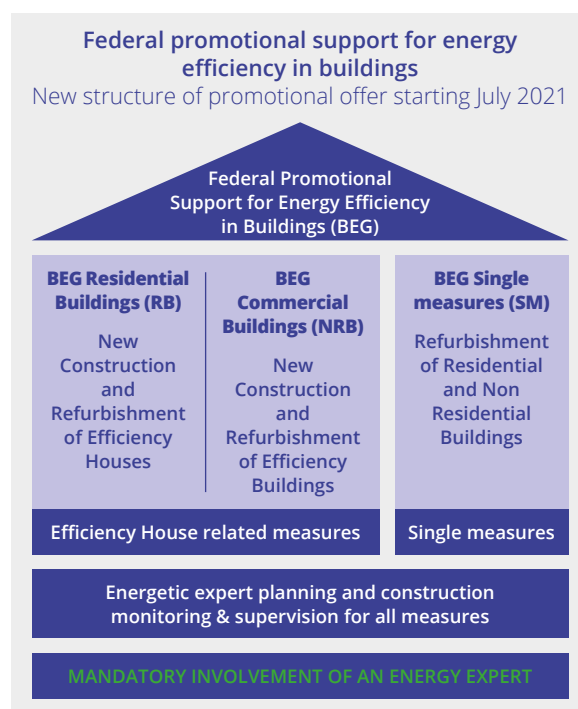 Federal promotional support for energy
efficiency in buildings
New structure of promotional offer starting July 2021
Federal Promotional
Support for Energy Efficiency
in Buildings (BEG)
BEG Residential
Buildings (RB)
New
Construction
and
Refurbishment
of Efficiency
Houses
BEG
Commercial
Buildings (NRB)
New
Construction
and
Refurbishment
of Efficiency
Buildings
BEG Single
measures (SM)
Refurbishment
of Residential
and Non
Residential
Buildings
Efficiency House related measures
Single measures
Energetic expert planning and construction
monitoring & supervision for all measures
MANDATORY INVOLVEMENT OF AN ENERGY EXPERT